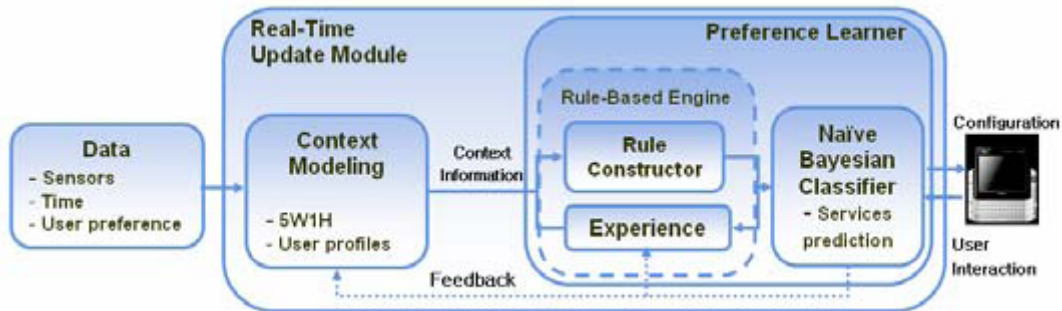 Real-Time
Update Module
Preference Learner
Data
- Sensors
- Time
- User preference
Context
Modeling
- 5W1H
- User profiles
Context
Information
Rule-Based Engine
Rule
Constructor
Experience
Naïve
Bayesian
Classifier
- Services
prediction
Configuration
User
Interaction
Feedback